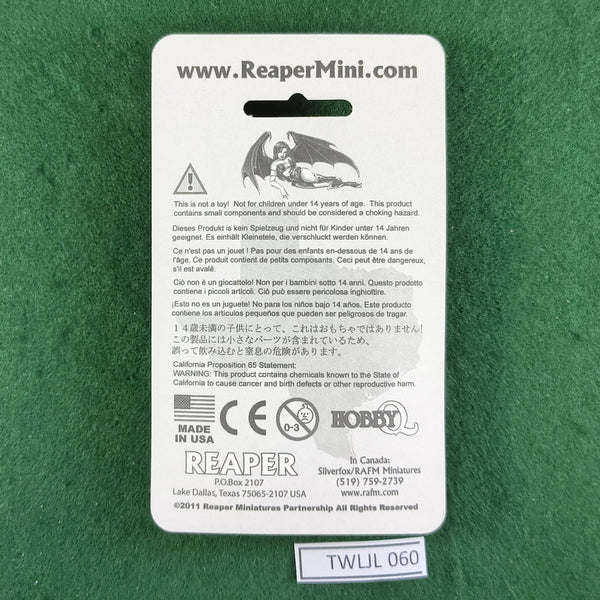 www.ReaperMini.com
This is not a toy! Not for children under 14 years of age. This product
contains small components and should be considered a choking hazard.
Dieses Produkt is kein Spielzeug und nicht für Kinder unter 14 Jahren
geeignet. Es einhält Kleinetele, die verschluckt werden können.
Ce n'est pas un jouet ! Pas pour des enfants en-dessous de 14 ans de
l'âge. Ce produit contient de petits composants. Ceci peut être dangereux,
s'il est avalé.
Ciò non è un giocattolo! Non per i bambini sotto 14 anni. Questo prodotto
contiene i piccoli articoli. Ciò può essere pericolosa inghiottire.
¡Esto no es un juguete! No para los niños bajo 14 años. Este producto
contiene los artículos pequeños que pueden ser peligrosos de tragar.
14歳未満の子供にとって、これはおもちゃではありません!
この製品には小さなパーツが含まれているため、
誤って飲み込むと窒息の危険があります。
California Proposition 65 Statement:
WARNING: This product contains chemicals known to the State of
California to cause cancer and birth defects or other reproductive harm.
MADE
IN USA
CE
0-3
HOBBYQ
REAPER
P.O.Box 2107
Lake Dallas, Texas 75065-2107 USA
In Canada:
Silverfox/RAFM Miniatures
(519) 759-2739
www.rafm.com
©2011 Reaper Miniatures Partnership All Rights Reserved
TWLJL 060